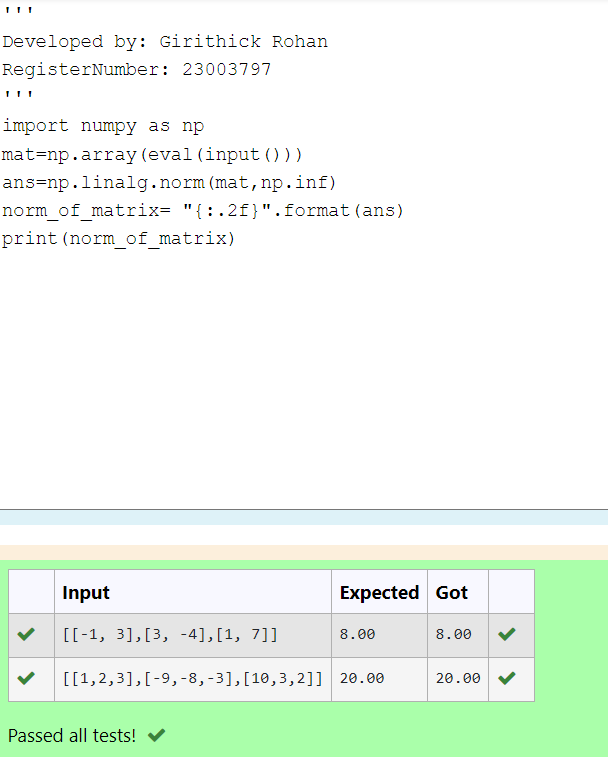 '''
Developed by: Girithick Rohan
RegisterNumber: 23003797
'''
import numpy as np
mat=np.array(eval(input()))
ans=np.linalg.norm(mat,np.inf)
norm_of_matrix= "{:.2f}".format(ans)
print(norm_of_matrix)
Input Expected Got
[[-1, 3],[3, -4],[1, 7]] 8.00 8.00
[[1,2,3],[-9,-8,-3],[10,3,2]] 20.00 20.00
Passed all tests!